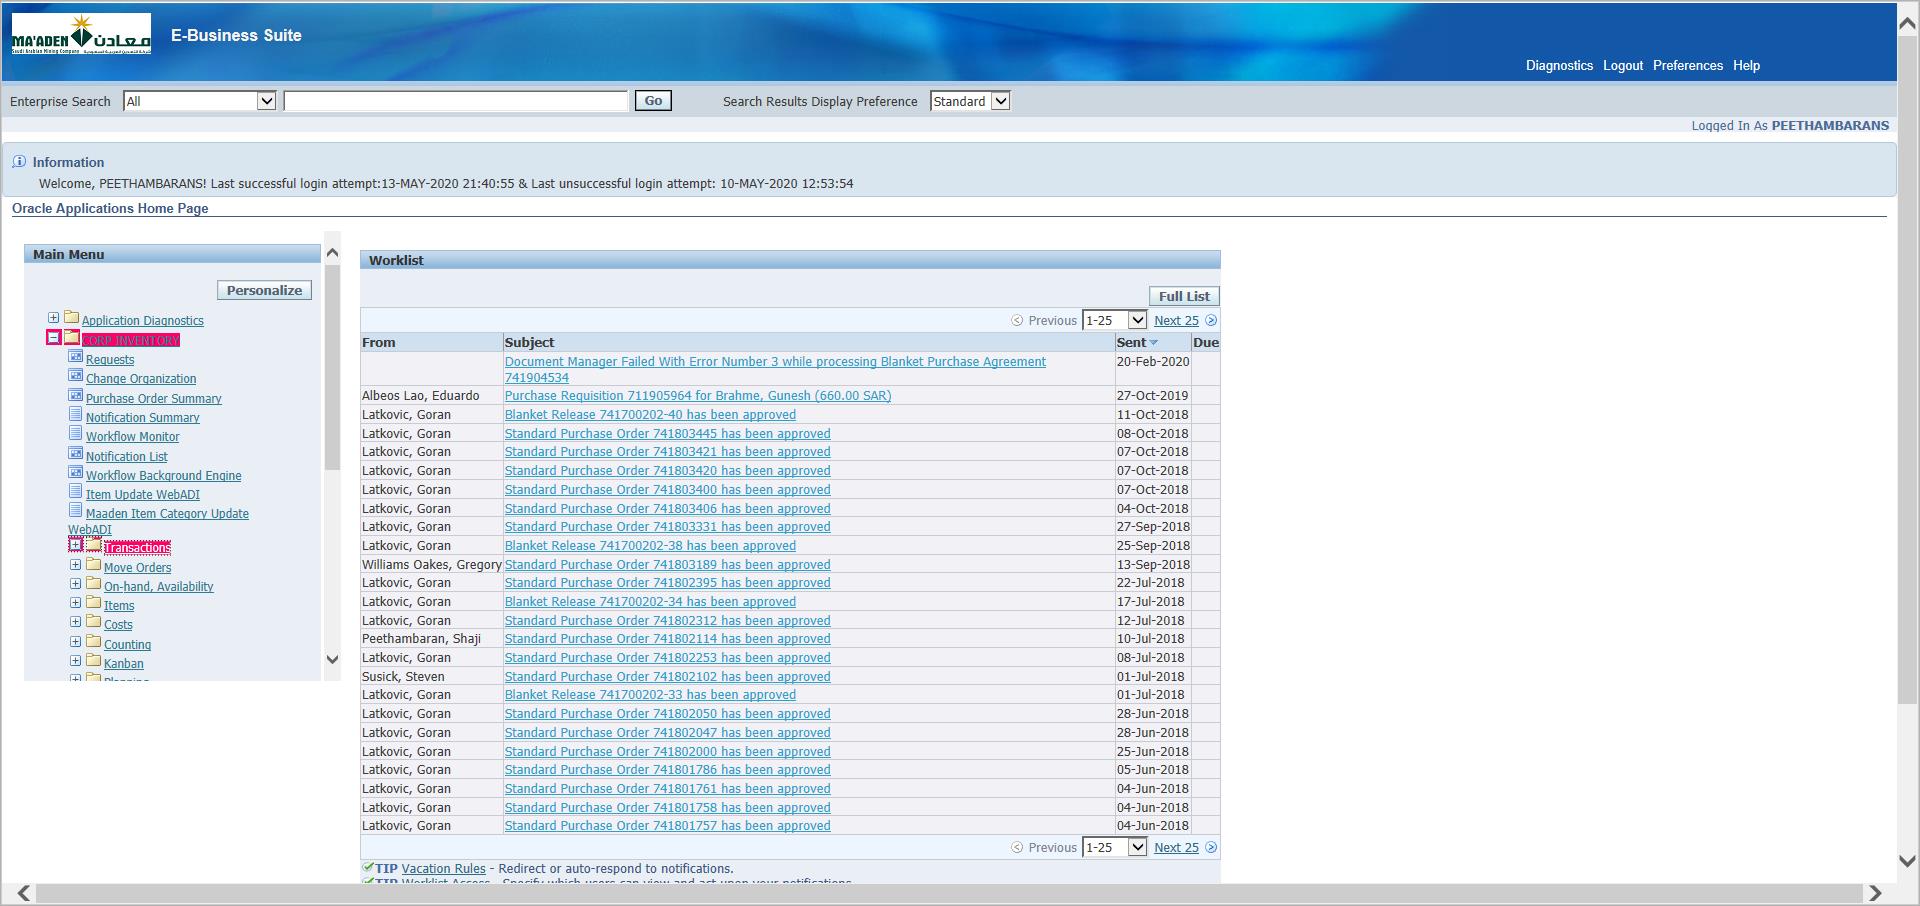 MA'ADEN معادن
E-Business Suite
Diagnostics Logout Preferences Help
Enterprise Search All Go Search Results Display Preference Standard
Logged In As PEETHAMBARANS
Information
Welcome, PEETHAMBARANS! Last successful login attempt:13-MAY-2020 21:40:55 & Last unsuccessful login attempt: 10-MAY-2020 12:53:54
Oracle Applications Home Page
Main Menu
Personalize
Application Diagnostics
CORP INVENTORY
Requests
Change Organization
Purchase Order Summary
Notification Summary
Workflow Monitor
Notification List
Workflow Background Engine
Item Update WebADI
Maaden Item Category Update
WebADI
Transactions
Move Orders
On-hand, Availability
Items
Costs
Counting
Kanban
Planning
Worklist
Full List
Previous 1-25 Next 25
From Subject Sent Due
Document Manager Failed With Error Number 3 while processing Blanket Purchase Agreement 20-Feb-2020
741904534
Albeos Lao, Eduardo Purchase Requisition 711905964 for Brahme, Gunesh (660.00 SAR) 27-Oct-2019
Latkovic, Goran Blanket Release 741700202-40 has been approved 11-Oct-2018
Latkovic, Goran Standard Purchase Order 741803445 has been approved 08-Oct-2018
Latkovic, Goran Standard Purchase Order 741803421 has been approved 07-Oct-2018
Latkovic, Goran Standard Purchase Order 741803420 has been approved 07-Oct-2018
Latkovic, Goran Standard Purchase Order 741803400 has been approved 07-Oct-2018
Latkovic, Goran Standard Purchase Order 741803406 has been approved 04-Oct-2018
Latkovic, Goran Standard Purchase Order 741803331 has been approved 27-Sep-2018
Latkovic, Goran Blanket Release 741700202-38 has been approved 25-Sep-2018
Williams Oakes, Gregory Standard Purchase Order 741803189 has been approved 13-Sep-2018
Latkovic, Goran Standard Purchase Order 741802395 has been approved 22-Jul-2018
Latkovic, Goran Blanket Release 741700202-34 has been approved 17-Jul-2018
Latkovic, Goran Standard Purchase Order 741802312 has been approved 12-Jul-2018
Peethambaran, Shaji Standard Purchase Order 741802114 has been approved 10-Jul-2018
Latkovic, Goran Standard Purchase Order 741802253 has been approved 08-Jul-2018
Susick, Steven Standard Purchase Order 741802102 has been approved 01-Jul-2018
Latkovic, Goran Blanket Release 741700202-33 has been approved 01-Jul-2018
Latkovic, Goran Standard Purchase Order 741802050 has been approved 28-Jun-2018
Latkovic, Goran Standard Purchase Order 741802047 has been approved 28-Jun-2018
Latkovic, Goran Standard Purchase Order 741802000 has been approved 25-Jun-2018
Latkovic, Goran Standard Purchase Order 741801786 has been approved 05-Jun-2018
Latkovic, Goran Standard Purchase Order 741801761 has been approved 04-Jun-2018
Latkovic, Goran Standard Purchase Order 741801758 has been approved 04-Jun-2018
Latkovic, Goran Standard Purchase Order 741801757 has been approved 04-Jun-2018
Previous 1-25 Next 25
TIP Vacation Rules - Redirect or auto-respond to notifications.
TIP Worklist Access - Specify which users can view and act upon your notifications.